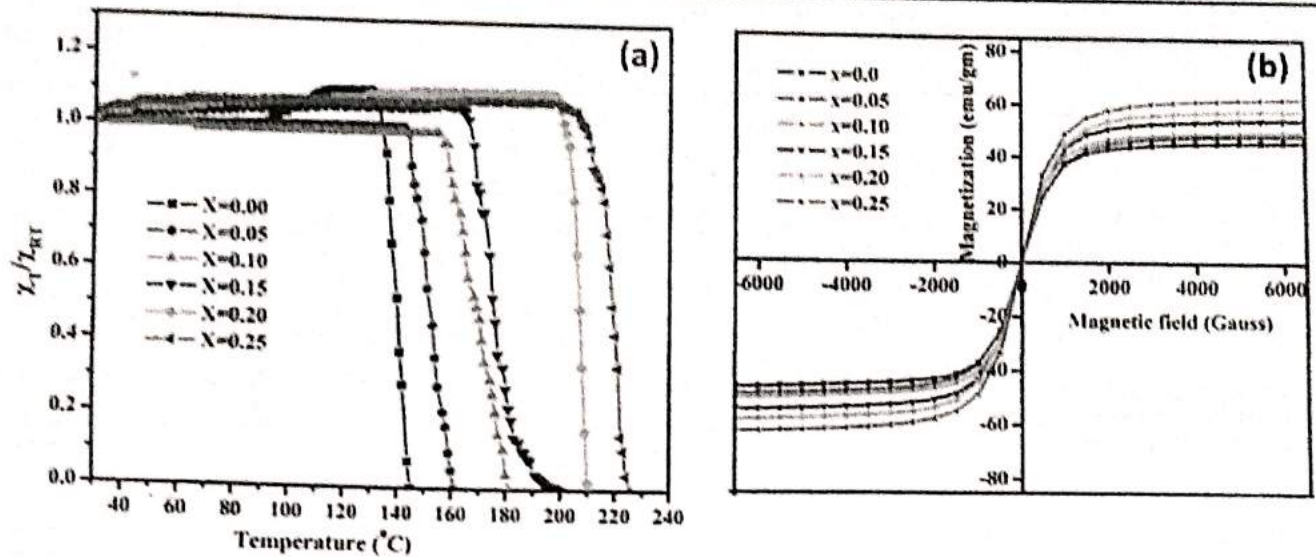 (a)
1.2
1.0
0.8
0.6
0.4
0.2
0.0
χT/χRT
X=0.00
X=0.05
X=0.10
X=0.15
X=0.20
X=0.25
40 60 80 100 120 140 160 180 200 220 240
Temperature (°C)
(b)
80
60
40
20
0
-20
-40
-60
-80
Magnetization (emu/gm)
x=0.0
x=0.05
x=0.10
x=0.15
x=0.20
x=0.25
-6000 -4000 -2000 0 2000 4000 6000
Magnetic field (Gauss)